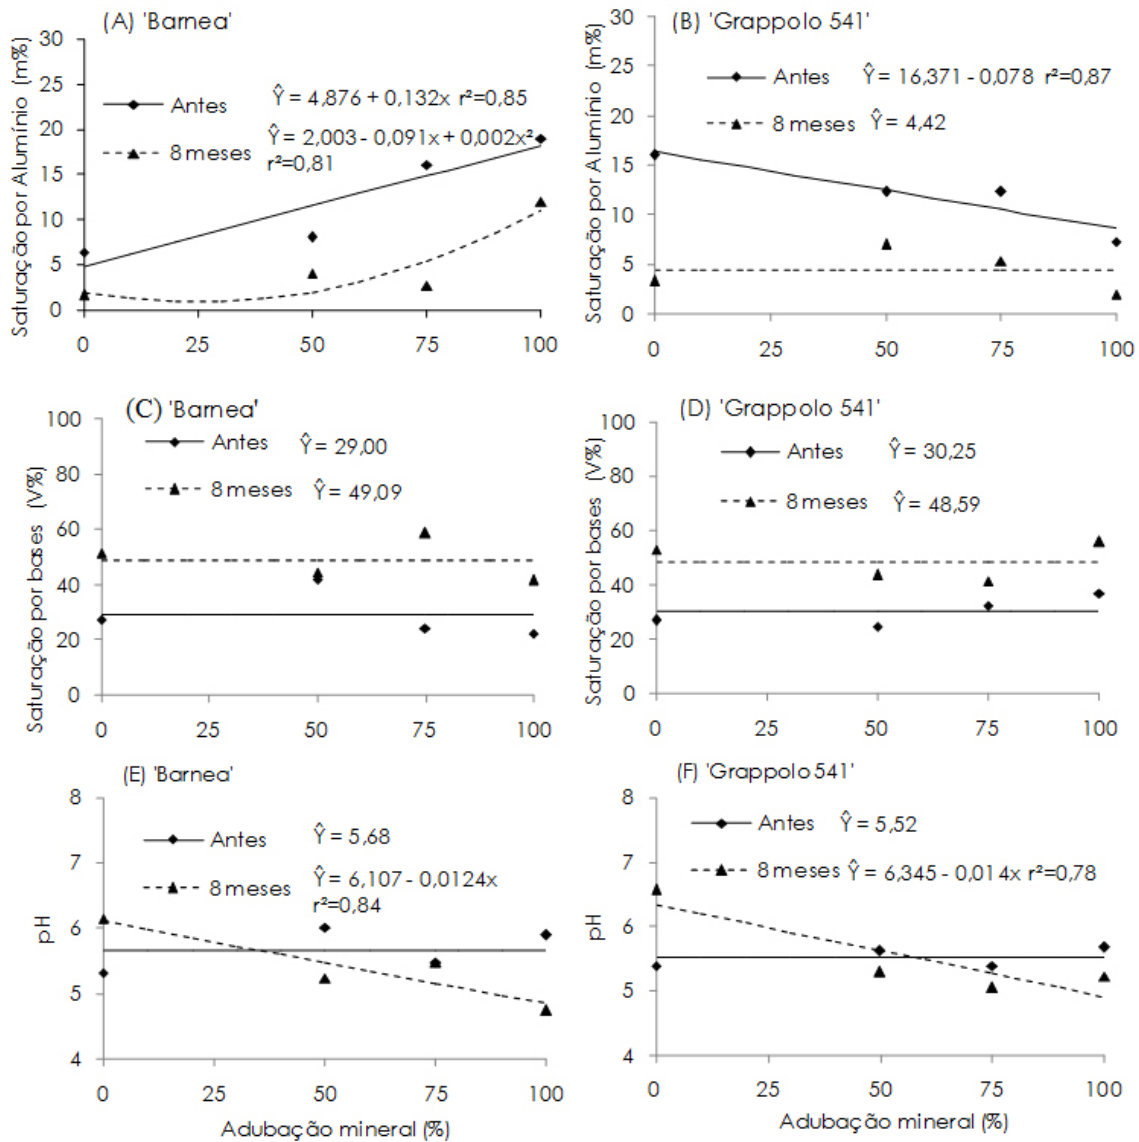 (A) 'Barnea'
Saturação por Alumínio (m%)
30
25
20
15
10
5
0
Antes Ŷ = 4,876 + 0,132x r²=0,85
8 meses Ŷ = 2,003 - 0,091x + 0,002x²
r²=0,81
0 25 50 75 100
(B) 'Grappolo 541'
Saturação por Alumínio (m%)
30
25
20
15
10
5
0
Antes Ŷ = 16,371 - 0,078 r²=0,87
8 meses Ŷ = 4,42
0 25 50 75 100
(C) 'Barnea'
Saturação por bases (V%)
100
80
60
40
20
0
Antes Ŷ = 29,00
8 meses Ŷ = 49,09
0 25 50 75 100
(D) 'Grappolo 541'
Saturação por bases (V%)
100
80
60
40
20
0
Antes Ŷ = 30,25
8 meses Ŷ = 48,59
0 25 50 75 100
(E) 'Barnea'
pH
8
7
6
5
4
Antes Ŷ = 5,68
8 meses Ŷ = 6,107 - 0,0124x
r²=0,84
0 25 50 75 100
Adubação mineral (%)
(F) 'Grappolo 541'
pH
8
7
6
5
4
Antes Ŷ = 5,52
8 meses Ŷ = 6,345 - 0,014x r²=0,78
0 25 50 75 100
Adubação mineral (%)